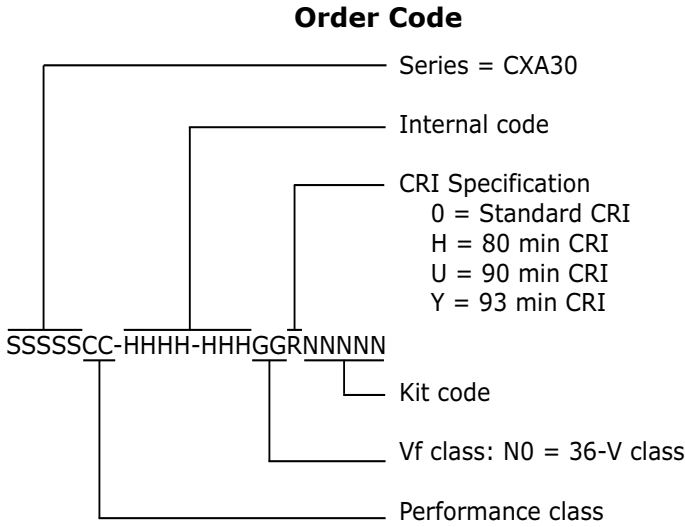 Order Code
Series = CXA30
Internal code
CRI Specification
0 = Standard CRI
H = 80 min CRI
U = 90 min CRI
Y = 93 min CRI
SSSSSCC-HHHH-HHHGGRNNNNN
Kit code
Vf class: N0 = 36-V class
Performance class